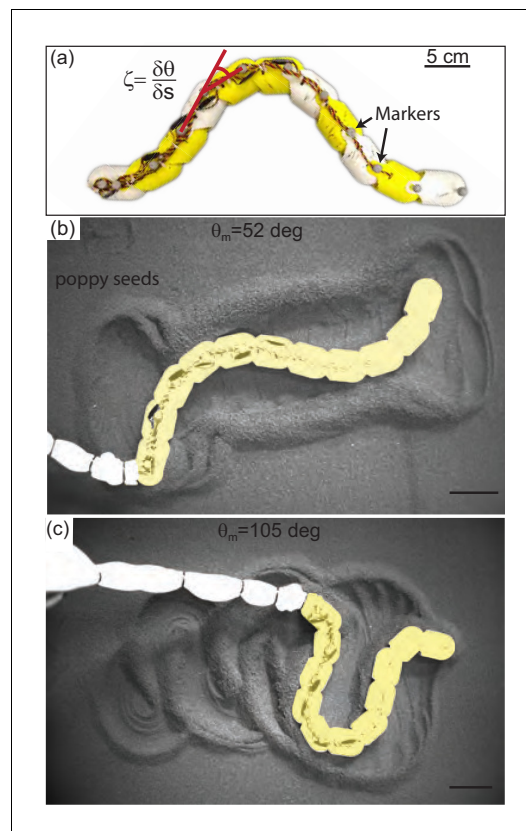 (a)
5 cm
ζ= δθ
δs
Markers
(b)
θm=52 deg
poppy seeds
(c)
θm=105 deg